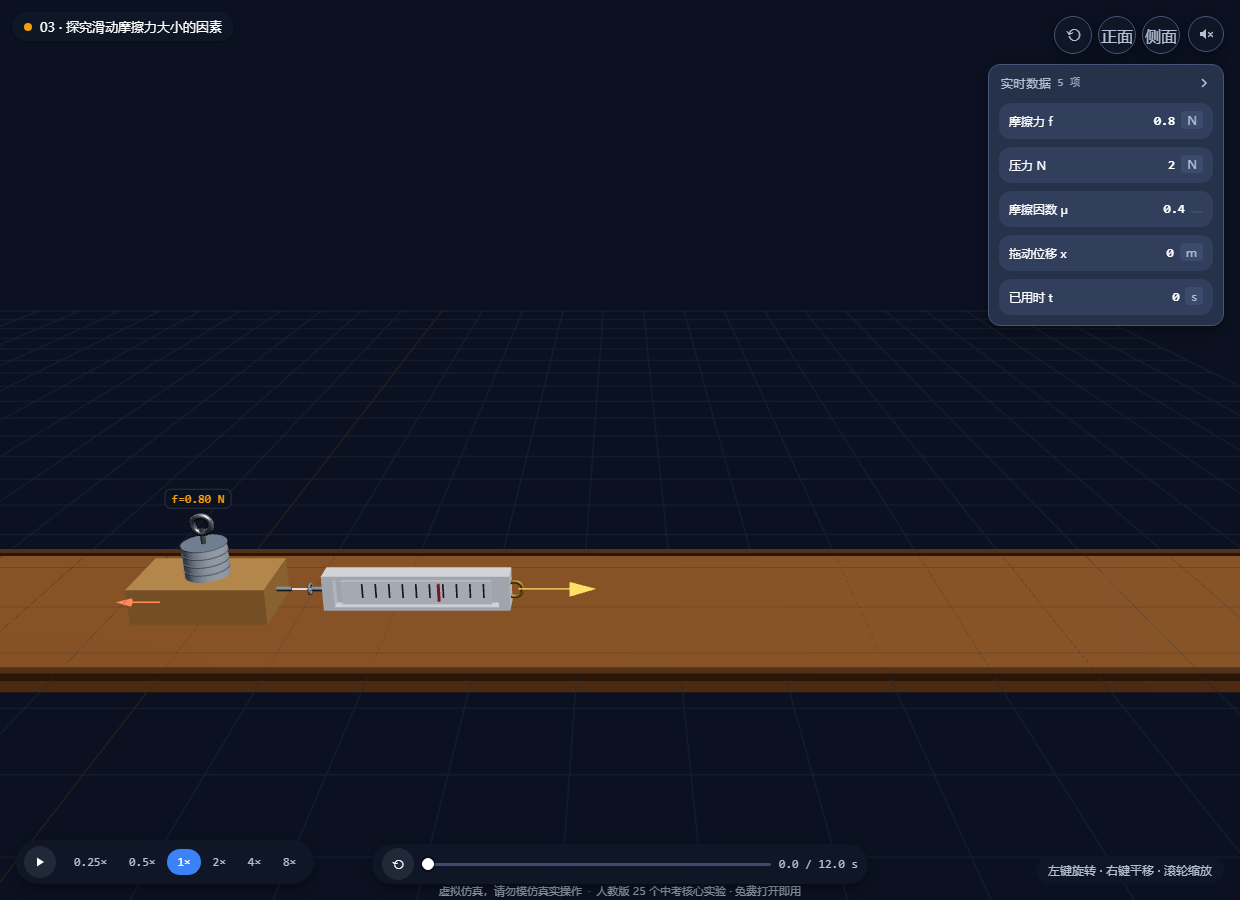 03 · 探究滑动摩擦力大小的因素
正面
侧面
实时数据 5 项
摩擦力 f 0.8 N
压力 N 2 N
摩擦因数 μ 0.4 —
拖动位移 x 0 m
已用时 t 0 s
f=0.80 N
0.25× 0.5× 1× 2× 4× 8×
0.0 / 12.0 s
左键旋转 · 右键平移 · 滚轮缩放
虚拟仿真，请勿模仿真实操作 · 人教版 25 个中考核心实验 · 免费打开即用